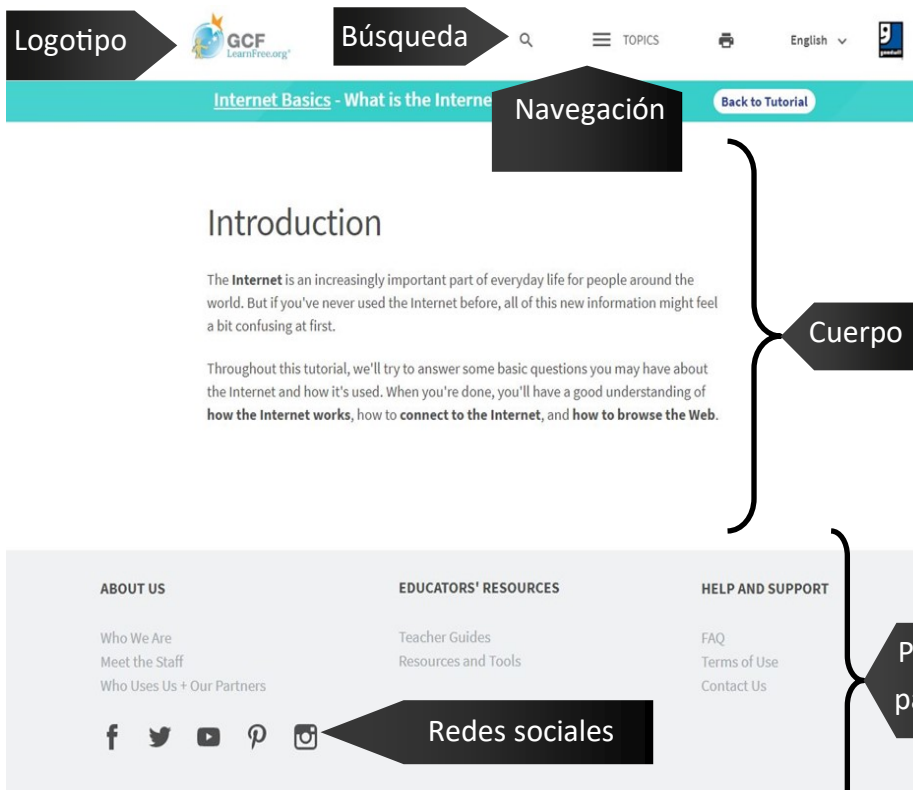 Logotipo
GCF
LearnFree.org®
Búsqueda
TOPICS
English
goodwill
Internet Basics - What is the Interne
Navegación
Back to Tutorial
Introduction
The Internet is an increasingly important part of everyday life for people around the
world. But if you've never used the Internet before, all of this new information might feel
a bit confusing at first.
Throughout this tutorial, we'll try to answer some basic questions you may have about
the Internet and how it's used. When you're done, you'll have a good understanding of
how the Internet works, how to connect to the Internet, and how to browse the Web.
Cuerpo
ABOUT US
Who We Are
Meet the Staff
Who Uses Us + Our Partners
EDUCATORS' RESOURCES
Teacher Guides
Resources and Tools
HELP AND SUPPORT
FAQ
Terms of Use
Contact Us
P
pa
Redes sociales